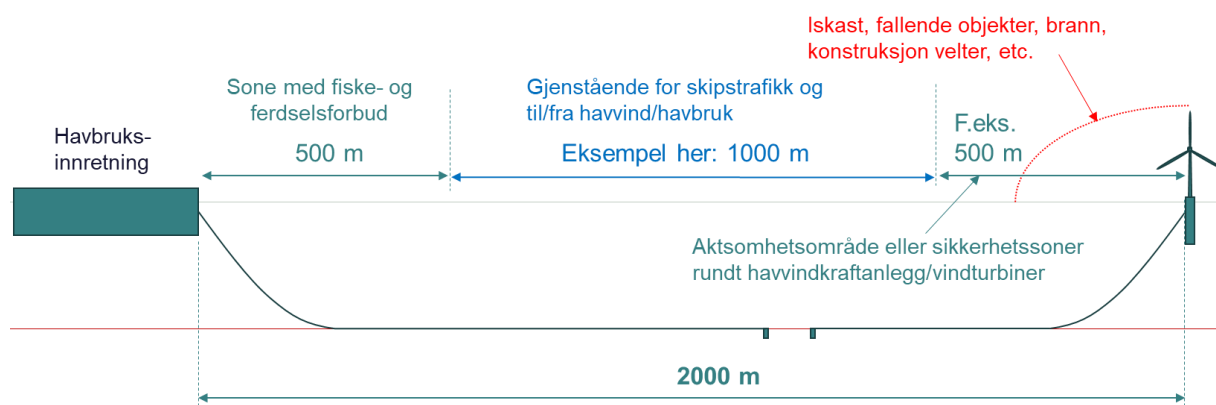 Iskast, fallende objekter, brann,
konstruksjon velter, etc.
Sone med fiske- og
ferdselsforbud
500 m
Gjenstående for skipstrafikk og
til/fra havvind/havbruk
Eksempel her: 1000 m
F.eks.
500 m
Havbruks-
innretning
Aktsomhetsområde eller sikkerhetssoner
rundt havvindkraftanlegg/vindturbiner
2000 m